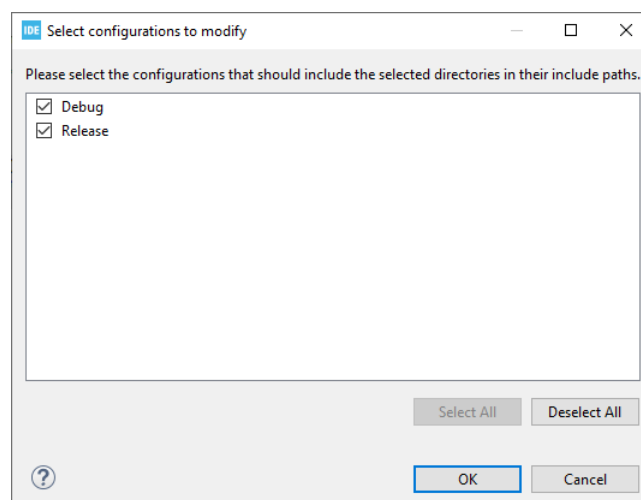 IDE Select configurations to modify
Please select the configurations that should include the selected directories in their include paths.
Debug
Release
Select All Deselect All
? OK Cancel